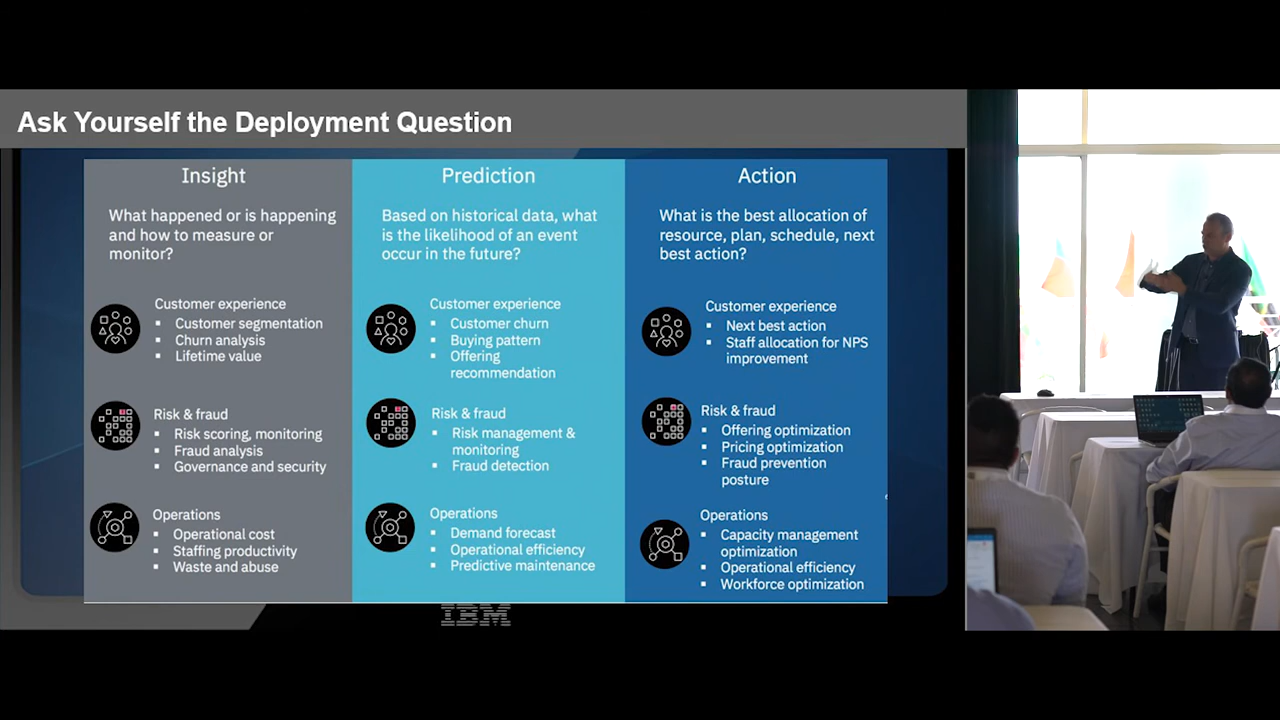 Ask Yourself the Deployment Question
Insight
What happened or is happening
and how to measure or
monitor?
Customer experience
▪ Customer segmentation
▪ Churn analysis
▪ Lifetime value
Risk & fraud
▪ Risk scoring, monitoring
▪ Fraud analysis
▪ Governance and security
Operations
▪ Operational cost
▪ Staffing productivity
▪ Waste and abuse
Prediction
Based on historical data, what
is the likelihood of an event
occur in the future?
Customer experience
▪ Customer churn
▪ Buying pattern
▪ Offering
recommendation
Risk & fraud
▪ Risk management &
monitoring
▪ Fraud detection
Operations
▪ Demand forecast
▪ Operational efficiency
▪ Predictive maintenance
Action
What is the best allocation of
resource, plan, schedule, next
best action?
Customer experience
▪ Next best action
▪ Staff allocation for NPS
improvement
Risk & fraud
▪ Offering optimization
▪ Pricing optimization
▪ Fraud prevention
posture
Operations
▪ Capacity management
optimization
▪ Operational efficiency
▪ Workforce optimization
IBM